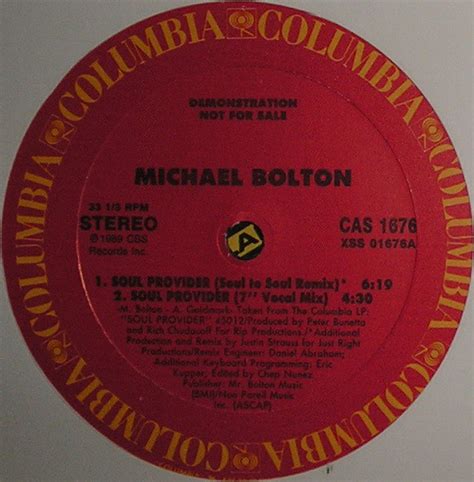 COLUMBIA COLUMBIA COLUMBIA COLUMBIA COLUMBIA COLUMBIA
DEMONSTRATION
NOT FOR SALE
MICHAEL BOLTON
33 1/3 RPM
STEREO
℗1989 CBS
Records Inc.
A
CAS 1676
XSS 01676A
1. SOUL PROVIDER (Soul to Soul Remix)* 6:19
2. SOUL PROVIDER (7" Vocal Mix) 4:30
-M. Bolton - A. Goldmark- Taken From The Columbia LP:
"SOUL PROVIDER" 45012/Produced by Peter Bunetta
and Rick Chudacoff For Rip Productions./*Additional
Production and Remix by Justin Strauss for Just Right
Productions/Remix Engineer: Daniel Abraham;
Additional Keyboard Programming: Eric
Kupper, Edited by Chep Nunez.
Publisher: Mr. Bolton Music
(BMI)/Non Pareil Music
Inc. (ASCAP)